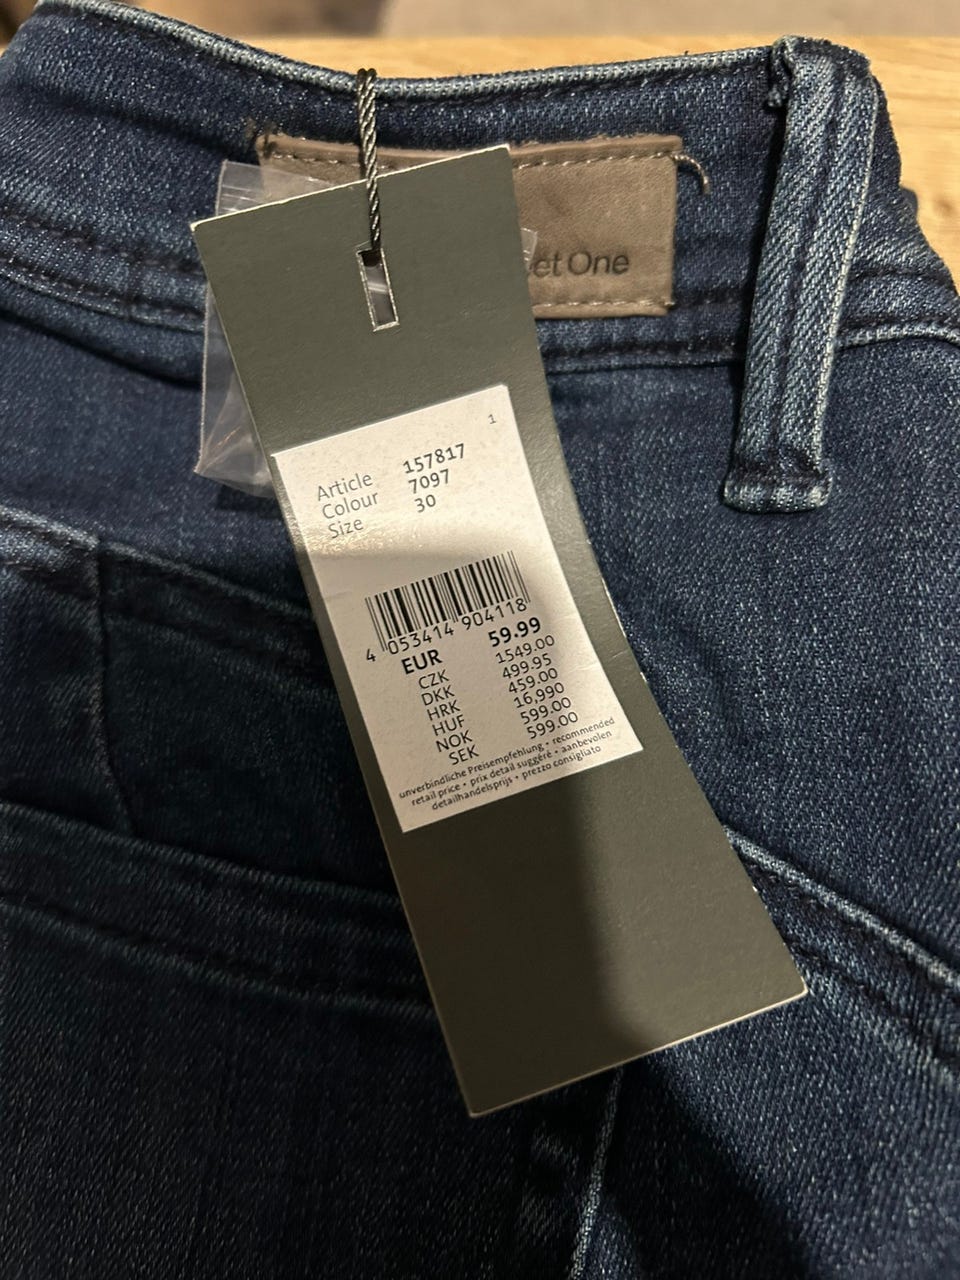 et One
1
Article 157817
Colour 7097
Size 30
4 053414 904118
EUR 59.99
CZK 1549.00
DKK 499.95
HRK 459.00
HUF 16,990
NOK 599.00
SEK 599.00
unverbindliche Preisempfehlung • recommended
retail price • prix detail suggéré • aanbevolen
detailhandelsprijs • prezzo consigliato